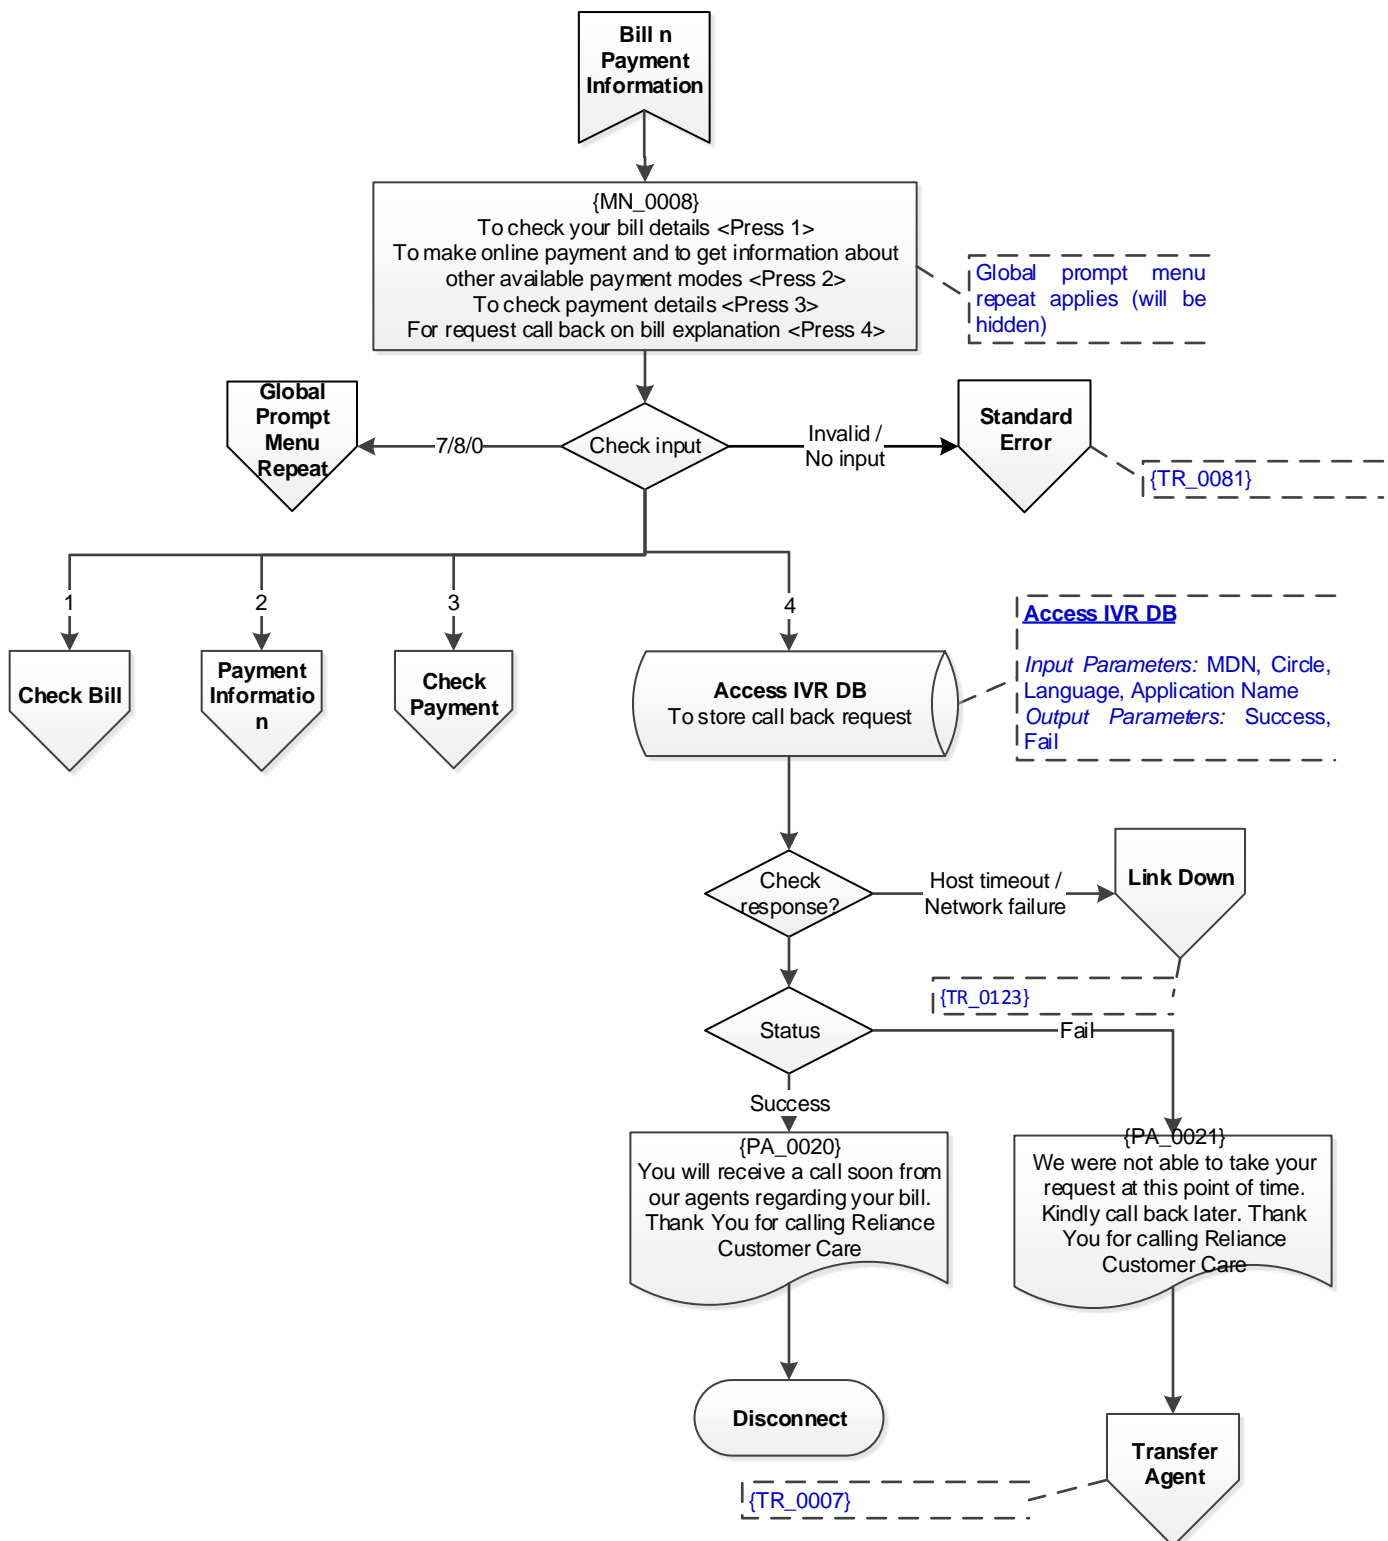 Bill n
Payment
Information
{MN_0008}
To check your bill details <Press 1>
To make online payment and to get information about
other available payment modes <Press 2>
To check payment details <Press 3>
For request call back on bill explanation <Press 4>
Global prompt menu
repeat applies (will be
hidden)
Global
Prompt
Menu
Repeat
7/8/0
Check input
Invalid /
No input
Standard
Error
{TR_0081}
1
2
3
4
Check Bill
Payment
Informatio
n
Check
Payment
Access IVR DB
To store call back request
Access IVR DB
Input Parameters: MDN, Circle,
Language, Application Name
Output Parameters: Success,
Fail
Check
response?
Host timeout /
Network failure
Link Down
{TR_0123}
Status
Fail
Success
{PA_0020}
You will receive a call soon from
our agents regarding your bill.
Thank You for calling Reliance
Customer Care
{PA_0021}
We were not able to take your
request at this point of time.
Kindly call back later. Thank
You for calling Reliance
Customer Care
Disconnect
Transfer
Agent
{TR_0007}